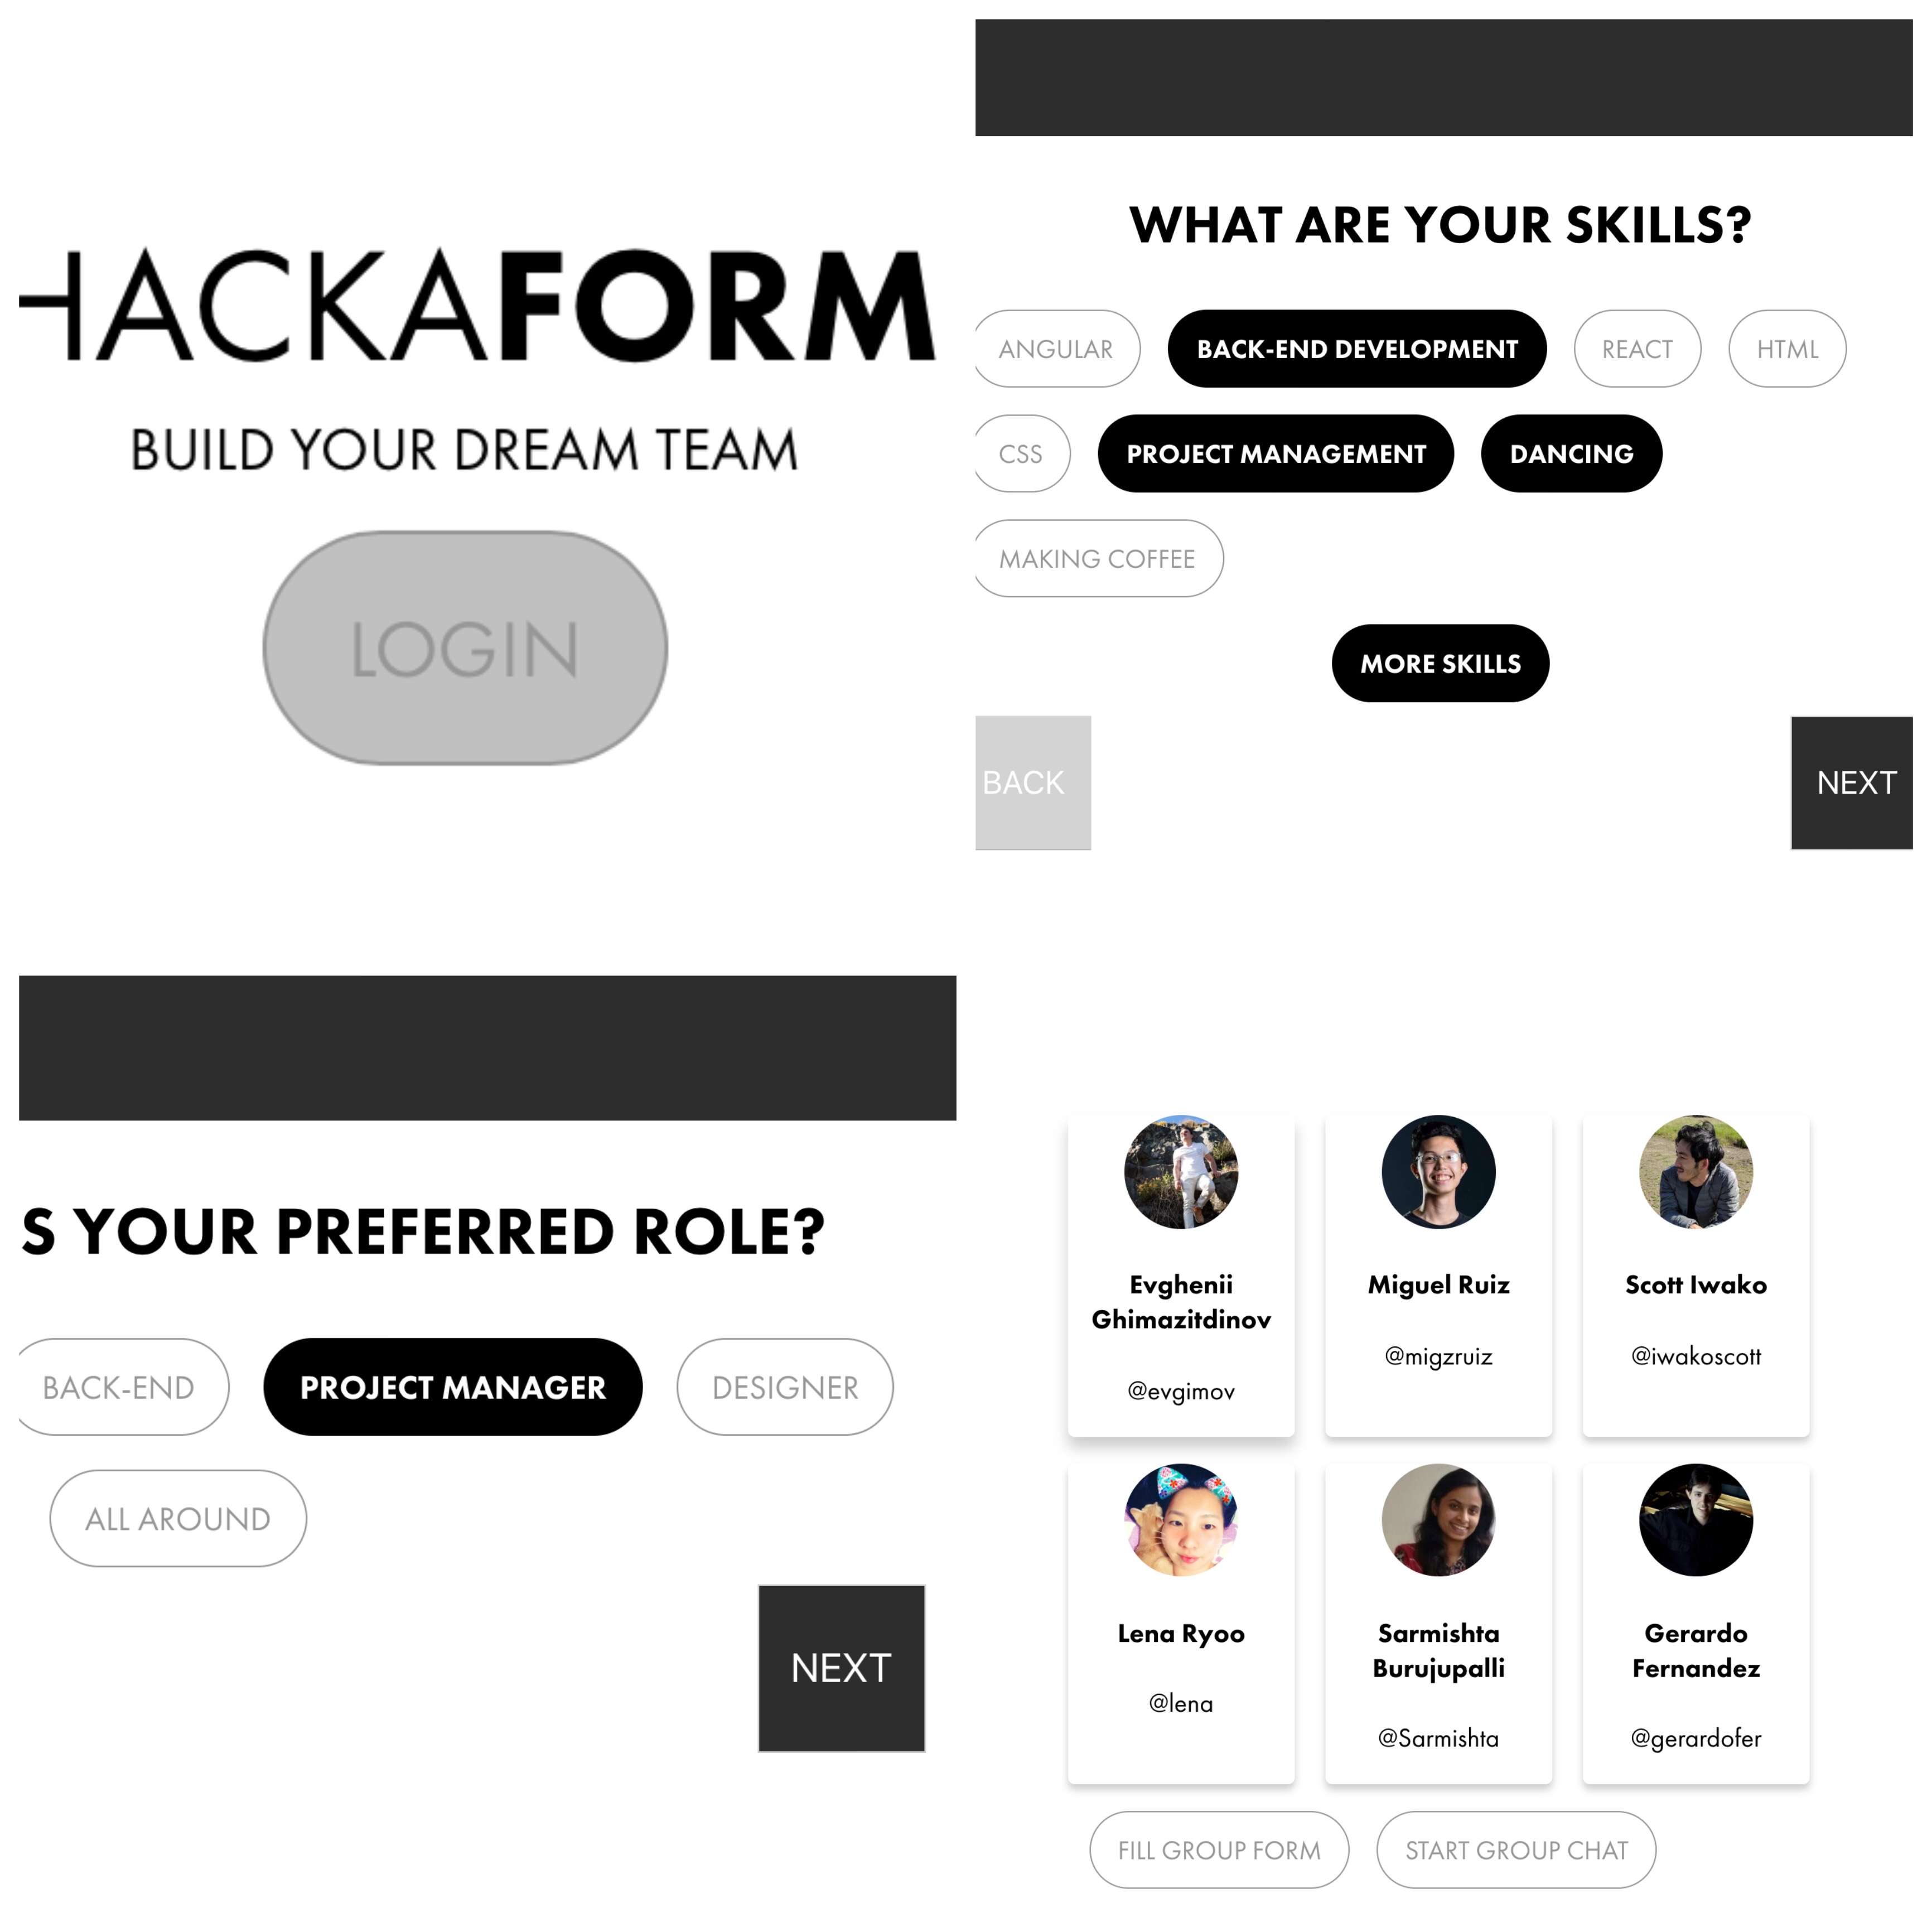 HACKAFORM
BUILD YOUR DREAM TEAM
LOGIN
WHAT ARE YOUR SKILLS?
ANGULAR BACK-END DEVELOPMENT REACT HTML
CSS PROJECT MANAGEMENT DANCING
MAKING COFFEE
MORE SKILLS
BACK NEXT
S YOUR PREFERRED ROLE?
BACK-END PROJECT MANAGER DESIGNER
ALL AROUND
NEXT
Evghenii
Ghimazitdinov
@evgimov
Miguel Ruiz
@migzruiz
Scott Iwako
@iwakoscott
Lena Ryoo
@lena
Sarmishta
Burujupalli
@Sarmishta
Gerardo
Fernandez
@gerardofer
FILL GROUP FORM START GROUP CHAT